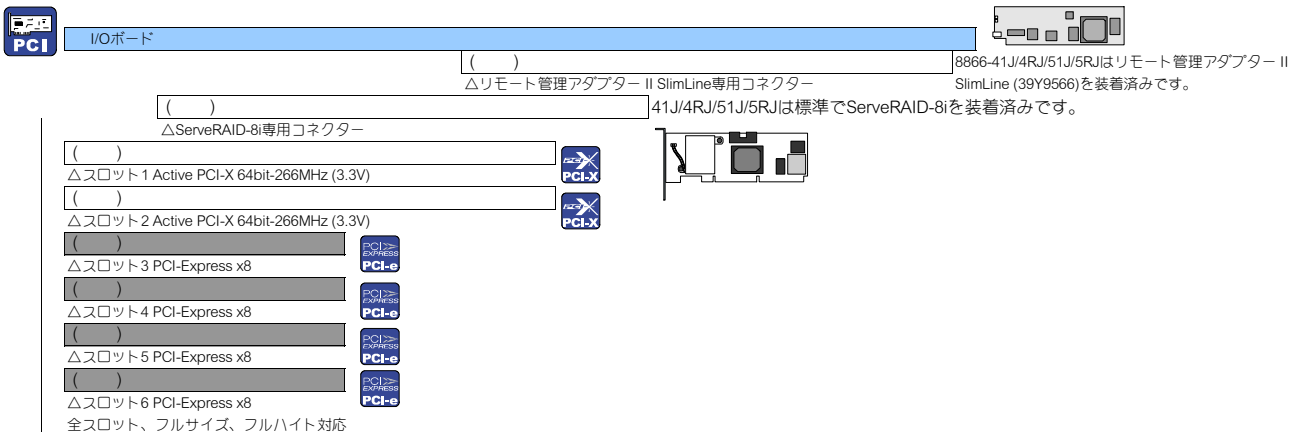 PCI
I/Oボード
(　　)
8866-41J/4RJ/51J/5RJはリモート管理アダプター II
△リモート管理アダプター II SlimLine専用コネクター
SlimLine (39Y9566)を装着済みです。
(　　)
41J/4RJ/51J/5RJは標準でServeRAID-8iを装着済みです。
△ServeRAID-8i専用コネクター
(　　)
PCI-X
△スロット1 Active PCI-X 64bit-266MHz (3.3V)
(　　)
PCI-X
△スロット2 Active PCI-X 64bit-266MHz (3.3V)
(　　)
PCI EXPRESS
PCI-e
△スロット3 PCI-Express x8
(　　)
PCI EXPRESS
PCI-e
△スロット4 PCI-Express x8
(　　)
PCI EXPRESS
PCI-e
△スロット5 PCI-Express x8
(　　)
PCI EXPRESS
PCI-e
△スロット6 PCI-Express x8
全スロット、フルサイズ、フルハイト対応